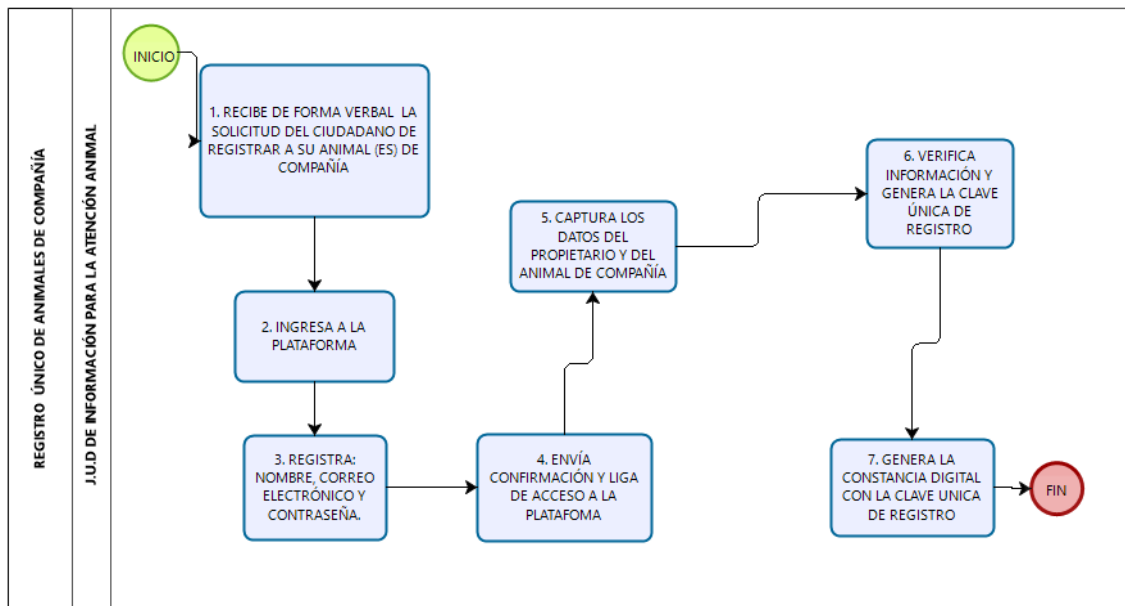 REGISTRO ÚNICO DE ANIMALES DE COMPAÑÍA
J.U.D DE INFORMACIÓN PARA LA ATENCIÓN ANIMAL
INICIO
1. RECIBE DE FORMA VERBAL LA
SOLICITUD DEL CIUDADANO DE
REGISTRAR A SU ANIMAL (ES) DE
COMPAÑÍA
2. INGRESA A LA
PLATAFORMA
3. REGISTRA:
NOMBRE, CORREO
ELECTRÓNICO Y
CONTRASEÑA.
4. ENVÍA
CONFIRMACIÓN Y LIGA
DE ACCESO A LA
PLATAFOMA
5. CAPTURA LOS
DATOS DEL
PROPIETARIO Y DEL
ANIMAL DE COMPAÑÍA
6. VERIFICA
INFORMACIÓN Y
GENERA LA CLAVE
ÚNICA DE
REGISTRO
7. GENERA LA
CONSTANCIA DIGITAL
CON LA CLAVE UNICA
DE REGISTRO
FIN